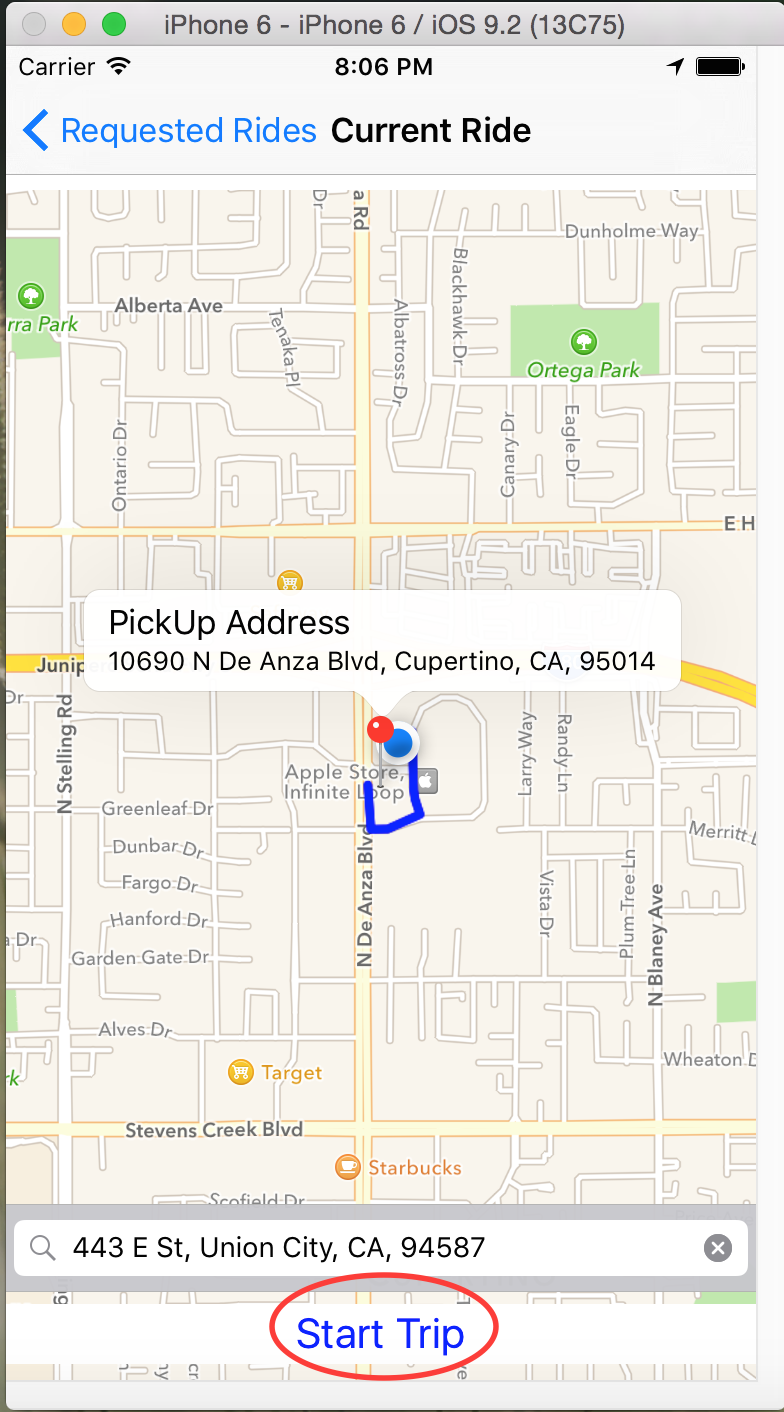 iPhone 6 - iPhone 6 / iOS 9.2 (13C75)
Carrier
8:06 PM
Requested Rides
Current Ride
Dr
a Rd
Dunholme Way
Blackhawk Dr
Alberta Ave
rra Park
Tenaka Pl
Albatross Dr
Ortega Park
Ontario Dr
Canary Dr
Eagle Dr
E H
PickUp Address
10690 N De Anza Blvd, Cupertino, CA, 95014
Junip
Dr
N Stelling Rd
Larry Way
Randy Ln
Apple Store,
Infinite Loop
Greenleaf Dr
Merritt
Dunbar Dr
Fargo Dr
N De Anza Blvd
Vista Dr
Plum Tree Ln
N Blaney Ave
Hanford Dr
a Dr
Garden Gate Dr
Alves Dr
Wheaton D
rk
Target
Stevens Creek Blvd
Starbucks
Scofield Dr
443 E St, Union City, CA, 94587
Start Trip